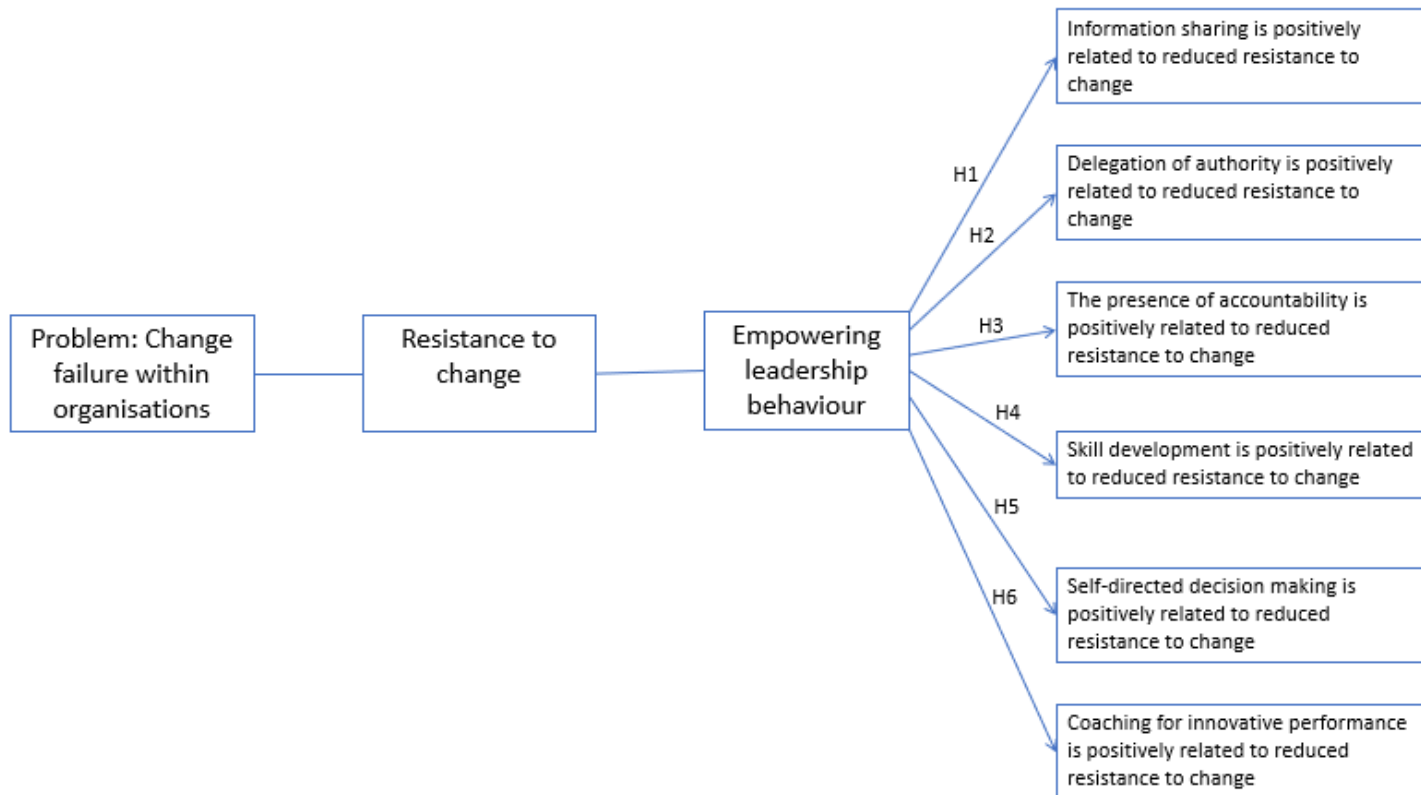 Problem: Change
failure within
organisations
Resistance to
change
Empowering
leadership
behaviour
H1
H2
H3
H4
H5
H6
Information sharing is positively
related to reduced resistance to
change
Delegation of authority is positively
related to reduced resistance to
change
The presence of accountability is
positively related to reduced
resistance to change
Skill development is positively related
to reduced resistance to change
Self-directed decision making is
positively related to reduced
resistance to change
Coaching for innovative performance
is positively related to reduced
resistance to change